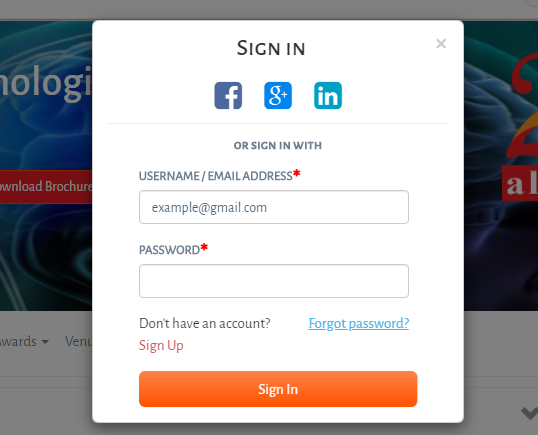 Sign in
×
g+
in
OR SIGN IN WITH
USERNAME / EMAIL ADDRESS*
example@gmail.com
PASSWORD*
Don't have an account?
Forgot password?
Sign Up
Sign In
nologi
ownload Brochure
al
wards
Venu